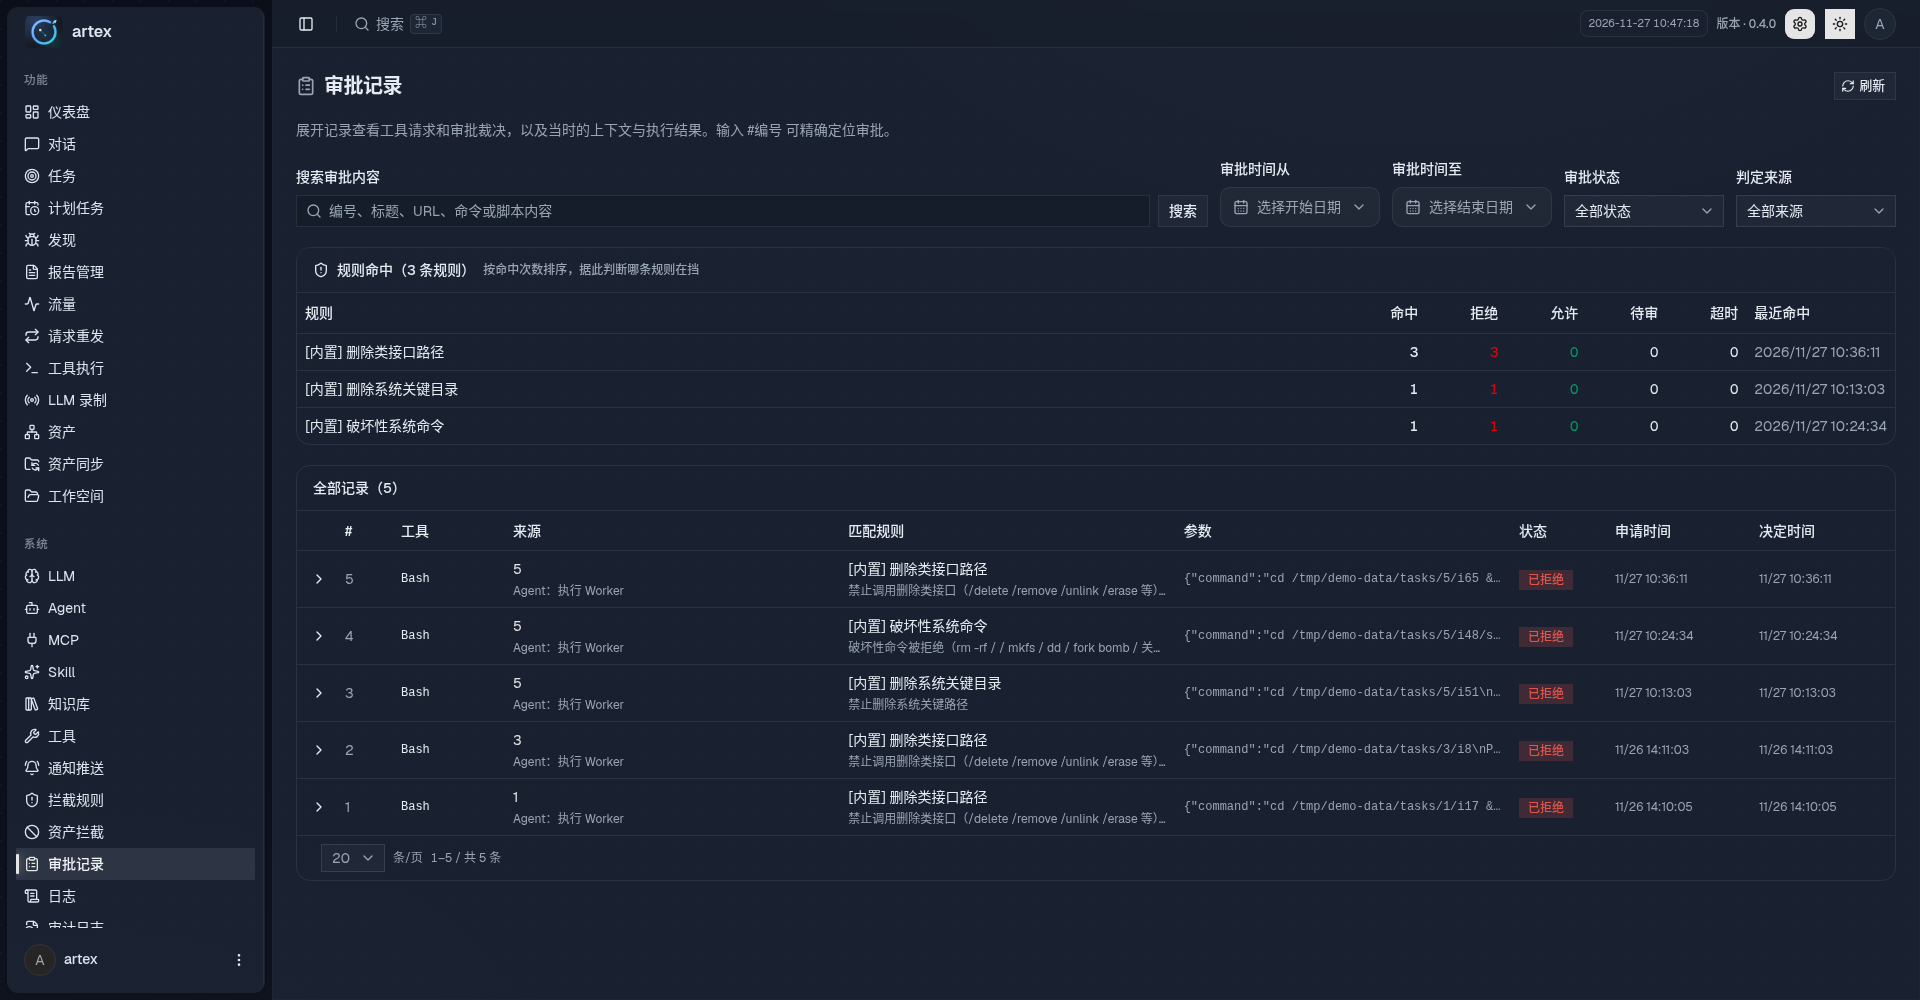 artex
功能
仪表盘
对话
任务
计划任务
发现
报告管理
流量
请求重发
工具执行
LLM 录制
资产
资产同步
工作空间
系统
LLM
Agent
MCP
Skill
知识库
工具
通知推送
拦截规则
资产拦截
审批记录
日志
审计日志
A artex
搜索 ⌘ J
2026-11-27 10:47:18 版本 · 0.4.0 A
审批记录
刷新
展开记录查看工具请求和审批裁决，以及当时的上下文与执行结果。输入 #编号 可精确定位审批。
搜索审批内容 审批时间从 审批时间至 审批状态 判定来源
编号、标题、URL、命令或脚本内容 搜索 选择开始日期 选择结束日期 全部状态 全部来源
规则命中（3 条规则） 按命中次数排序，据此判断哪条规则在挡
规则 命中 拒绝 允许 待审 超时 最近命中
[内置] 删除类接口路径 3 3 0 0 0 2026/11/27 10:36:11
[内置] 删除系统关键目录 1 1 0 0 0 2026/11/27 10:13:03
[内置] 破坏性系统命令 1 1 0 0 0 2026/11/27 10:24:34
全部记录（5）
# 工具 来源 匹配规则 参数 状态 申请时间 决定时间
5 Bash 5 [内置] 删除类接口路径 {"command":"cd /tmp/demo-data/tasks/5/i65 &… 已拒绝 11/27 10:36:11 11/27 10:36:11
Agent：执行 Worker 禁止调用删除类接口（/delete /remove /unlink /erase 等）…
4 Bash 5 [内置] 破坏性系统命令 {"command":"cd /tmp/demo-data/tasks/5/i48/s… 已拒绝 11/27 10:24:34 11/27 10:24:34
Agent：执行 Worker 破坏性命令被拒绝（rm -rf / / mkfs / dd / fork bomb / 关…
3 Bash 5 [内置] 删除系统关键目录 {"command":"cd /tmp/demo-data/tasks/5/i51\n… 已拒绝 11/27 10:13:03 11/27 10:13:03
Agent：执行 Worker 禁止删除系统关键路径
2 Bash 3 [内置] 删除类接口路径 {"command":"cd /tmp/demo-data/tasks/3/i8\nP… 已拒绝 11/26 14:11:03 11/26 14:11:03
Agent：执行 Worker 禁止调用删除类接口（/delete /remove /unlink /erase 等）…
1 Bash 1 [内置] 删除类接口路径 {"command":"cd /tmp/demo-data/tasks/1/i17 &… 已拒绝 11/26 14:10:05 11/26 14:10:05
Agent：执行 Worker 禁止调用删除类接口（/delete /remove /unlink /erase 等）…
20 条/页 1–5 / 共 5 条